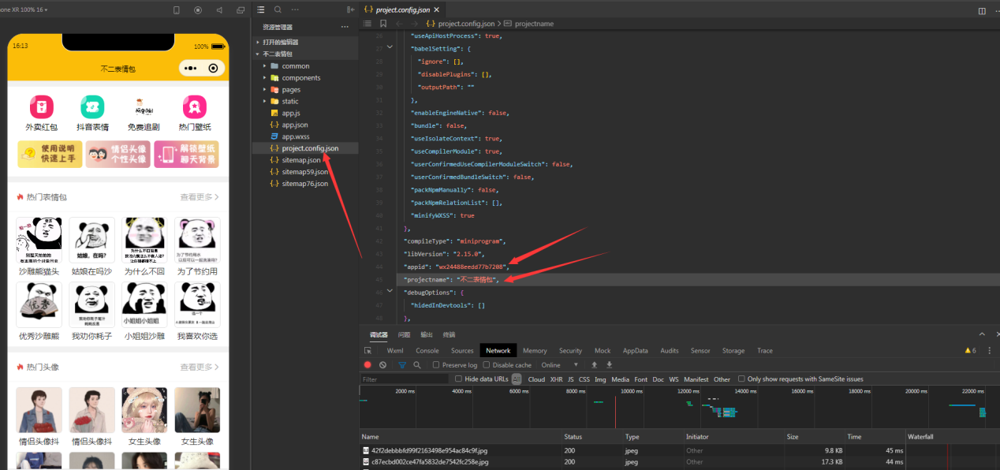 one XR 100% 16
16:13
100%
不二表情包
外卖红包
抖音表情
免费追剧
热门壁纸
使用说明
快速上手
情侣头像
个性头像
解锁壁纸
聊天背景
热门表情包
查看更多
姑娘，在吗？
沙雕熊猫头
姑娘在吗沙
为什么不回
为了节约用
优秀
小姐姐小姐姐
优秀沙雕熊
我劝你耗子
小姐姐沙雕
我喜欢你选
热门头像
查看更多
情侣头像抖
情侣头像抖
女生头像
女生头像
资源管理器
打开的编辑器
不二表情包
common
components
pages
static
app.js
app.json
app.wxss
project.config.json
sitemap.json
sitemap59.json
sitemap76.json
project.config.json
project.config.json > projectname
26 "useApiHostProcess": true,
27 "babelSetting": {
28 "ignore": [],
29 "disablePlugins": [],
30 "outputPath": ""
31 },
32 "enableEngineNative": false,
33 "bundle": false,
34 "useIsolateContext": true,
35 "useCompilerModule": true,
36 "userConfirmedUseCompilerModuleSwitch": false,
37 "userConfirmedBundleSwitch": false,
38 "packNpmManually": false,
39 "packNpmRelationList": [],
40 "minifyWXSS": true
41 },
42 "compileType": "miniprogram",
43 "libVersion": "2.15.0",
44 "appid": "wx24488eedd77b7208",
45 "projectname": "不二表情包",
46 "debugOptions": {
47 "hidedInDevtools": []
48 },
调试器 问题 输出 终端
Wxml Console Sources Network Memory Security Mock AppData Audits Sensor Storage Trace 6
Preserve log Disable cache Online
Filter Hide data URLs All Cloud XHR JS CSS Img Media Font Doc WS Manifest Other Only show requests with SameSite issues
2000 ms 4000 ms 6000 ms 8000 ms 10000 ms 12000 ms 14000 ms 16000 ms 18000 ms 20000 ms 22000 ms
Name Status Type Initiator Size Time Waterfall
42f2debbbfd99f2163498e954ac84c9f.jpg 200 jpeg Other 9.8 KB 45 ms
c87ecbd002ce47fa5832de7542fc258e.jpg 200 jpeg Other 17.3 KB 44 ms